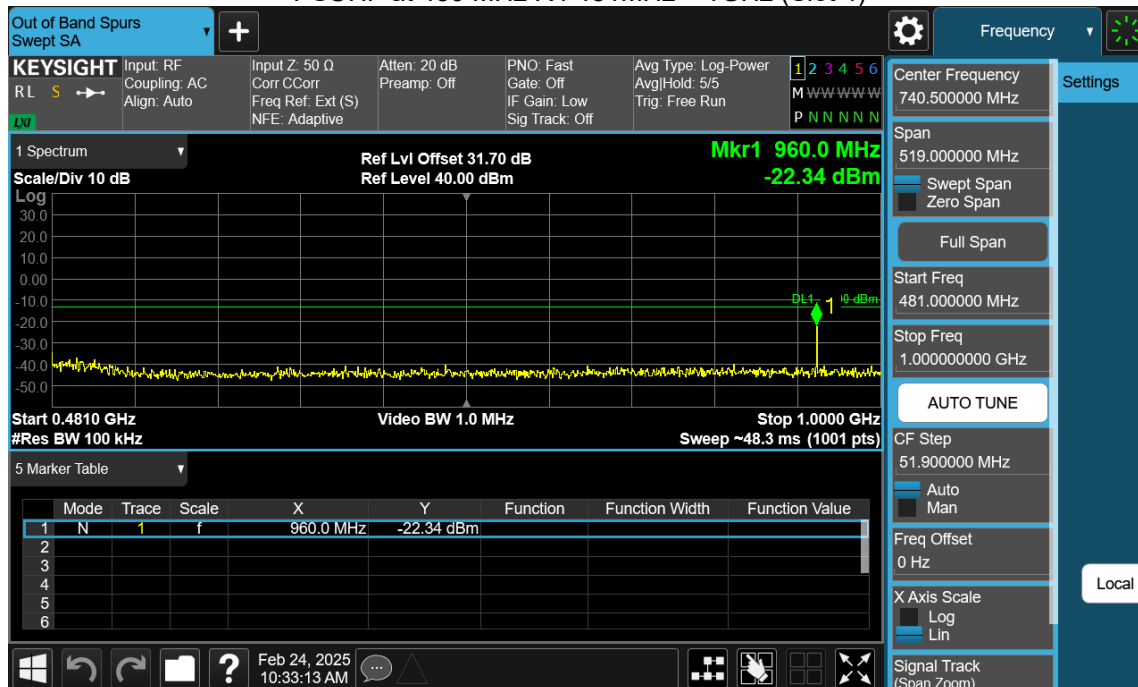 Out of Band Spurs
Swept SA
Frequency
KEYSIGHT
RL S
LXI
Input: RF
Coupling: AC
Align: Auto
Input Z: 50 Ω
Corr CCorr
Freq Ref: Ext (S)
NFE: Adaptive
Atten: 20 dB
Preamp: Off
PNO: Fast
Gate: Off
IF Gain: Low
Sig Track: Off
Avg Type: Log-Power
Avg|Hold: 5/5
Trig: Free Run
1 2 3 4 5 6
M W W W W W
P N N N N N
1 Spectrum
Scale/Div 10 dB
Ref Lvl Offset 31.70 dB
Ref Level 40.00 dBm
Mkr1 960.0 MHz
-22.34 dBm
Log
30.0
20.0
10.0
0.00
-10.0
-20.0
-30.0
-40.0
-50.0
DL1
1
0 dBm
Start 0.4810 GHz
#Res BW 100 kHz
Video BW 1.0 MHz
Stop 1.0000 GHz
Sweep ~48.3 ms (1001 pts)
5 Marker Table
Mode Trace Scale X Y Function Function Width Function Value
1 N 1 f 960.0 MHz -22.34 dBm
2
3
4
5
6
Feb 24, 2025
10:33:13 AM
Center Frequency
740.500000 MHz
Span
519.000000 MHz
Swept Span
Zero Span
Full Span
Start Freq
481.000000 MHz
Stop Freq
1.000000000 GHz
AUTO TUNE
CF Step
51.900000 MHz
Auto
Man
Freq Offset
0 Hz
X Axis Scale
Log
Lin
Signal Track
(Span Zoom)
Settings
Local